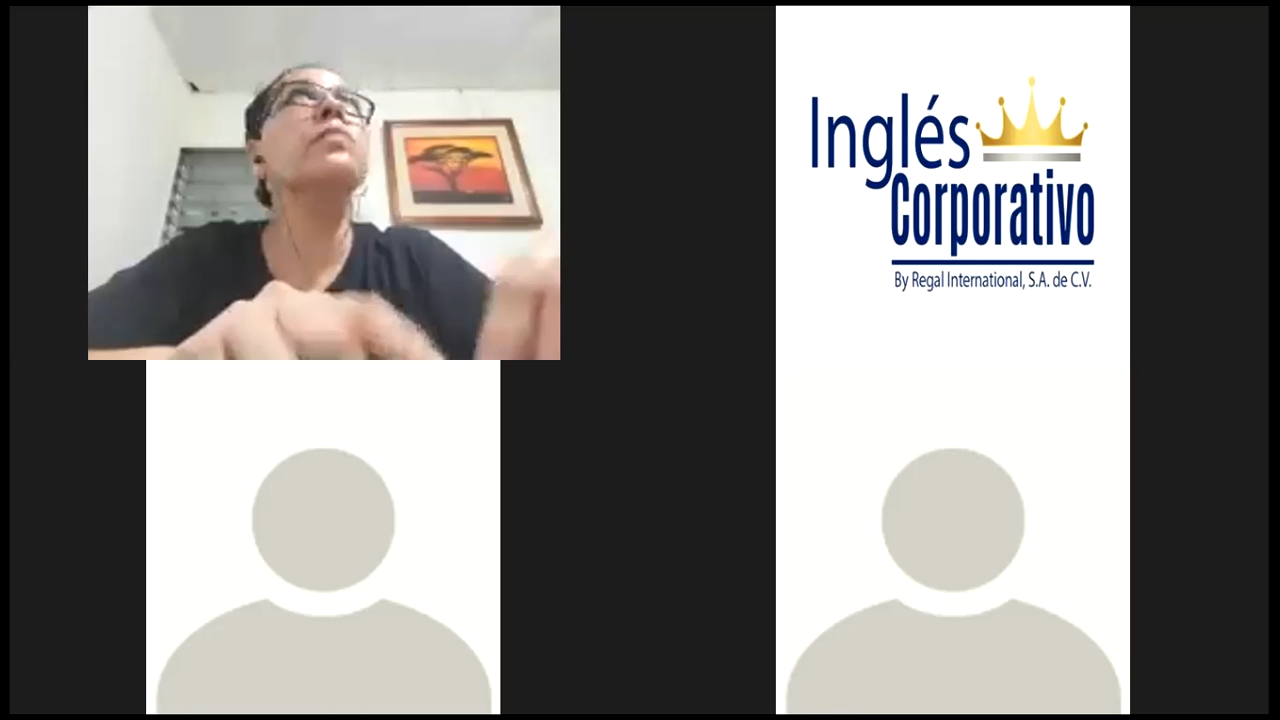 Inglés
Corporativo
By Regal International, S.A. de C.V.